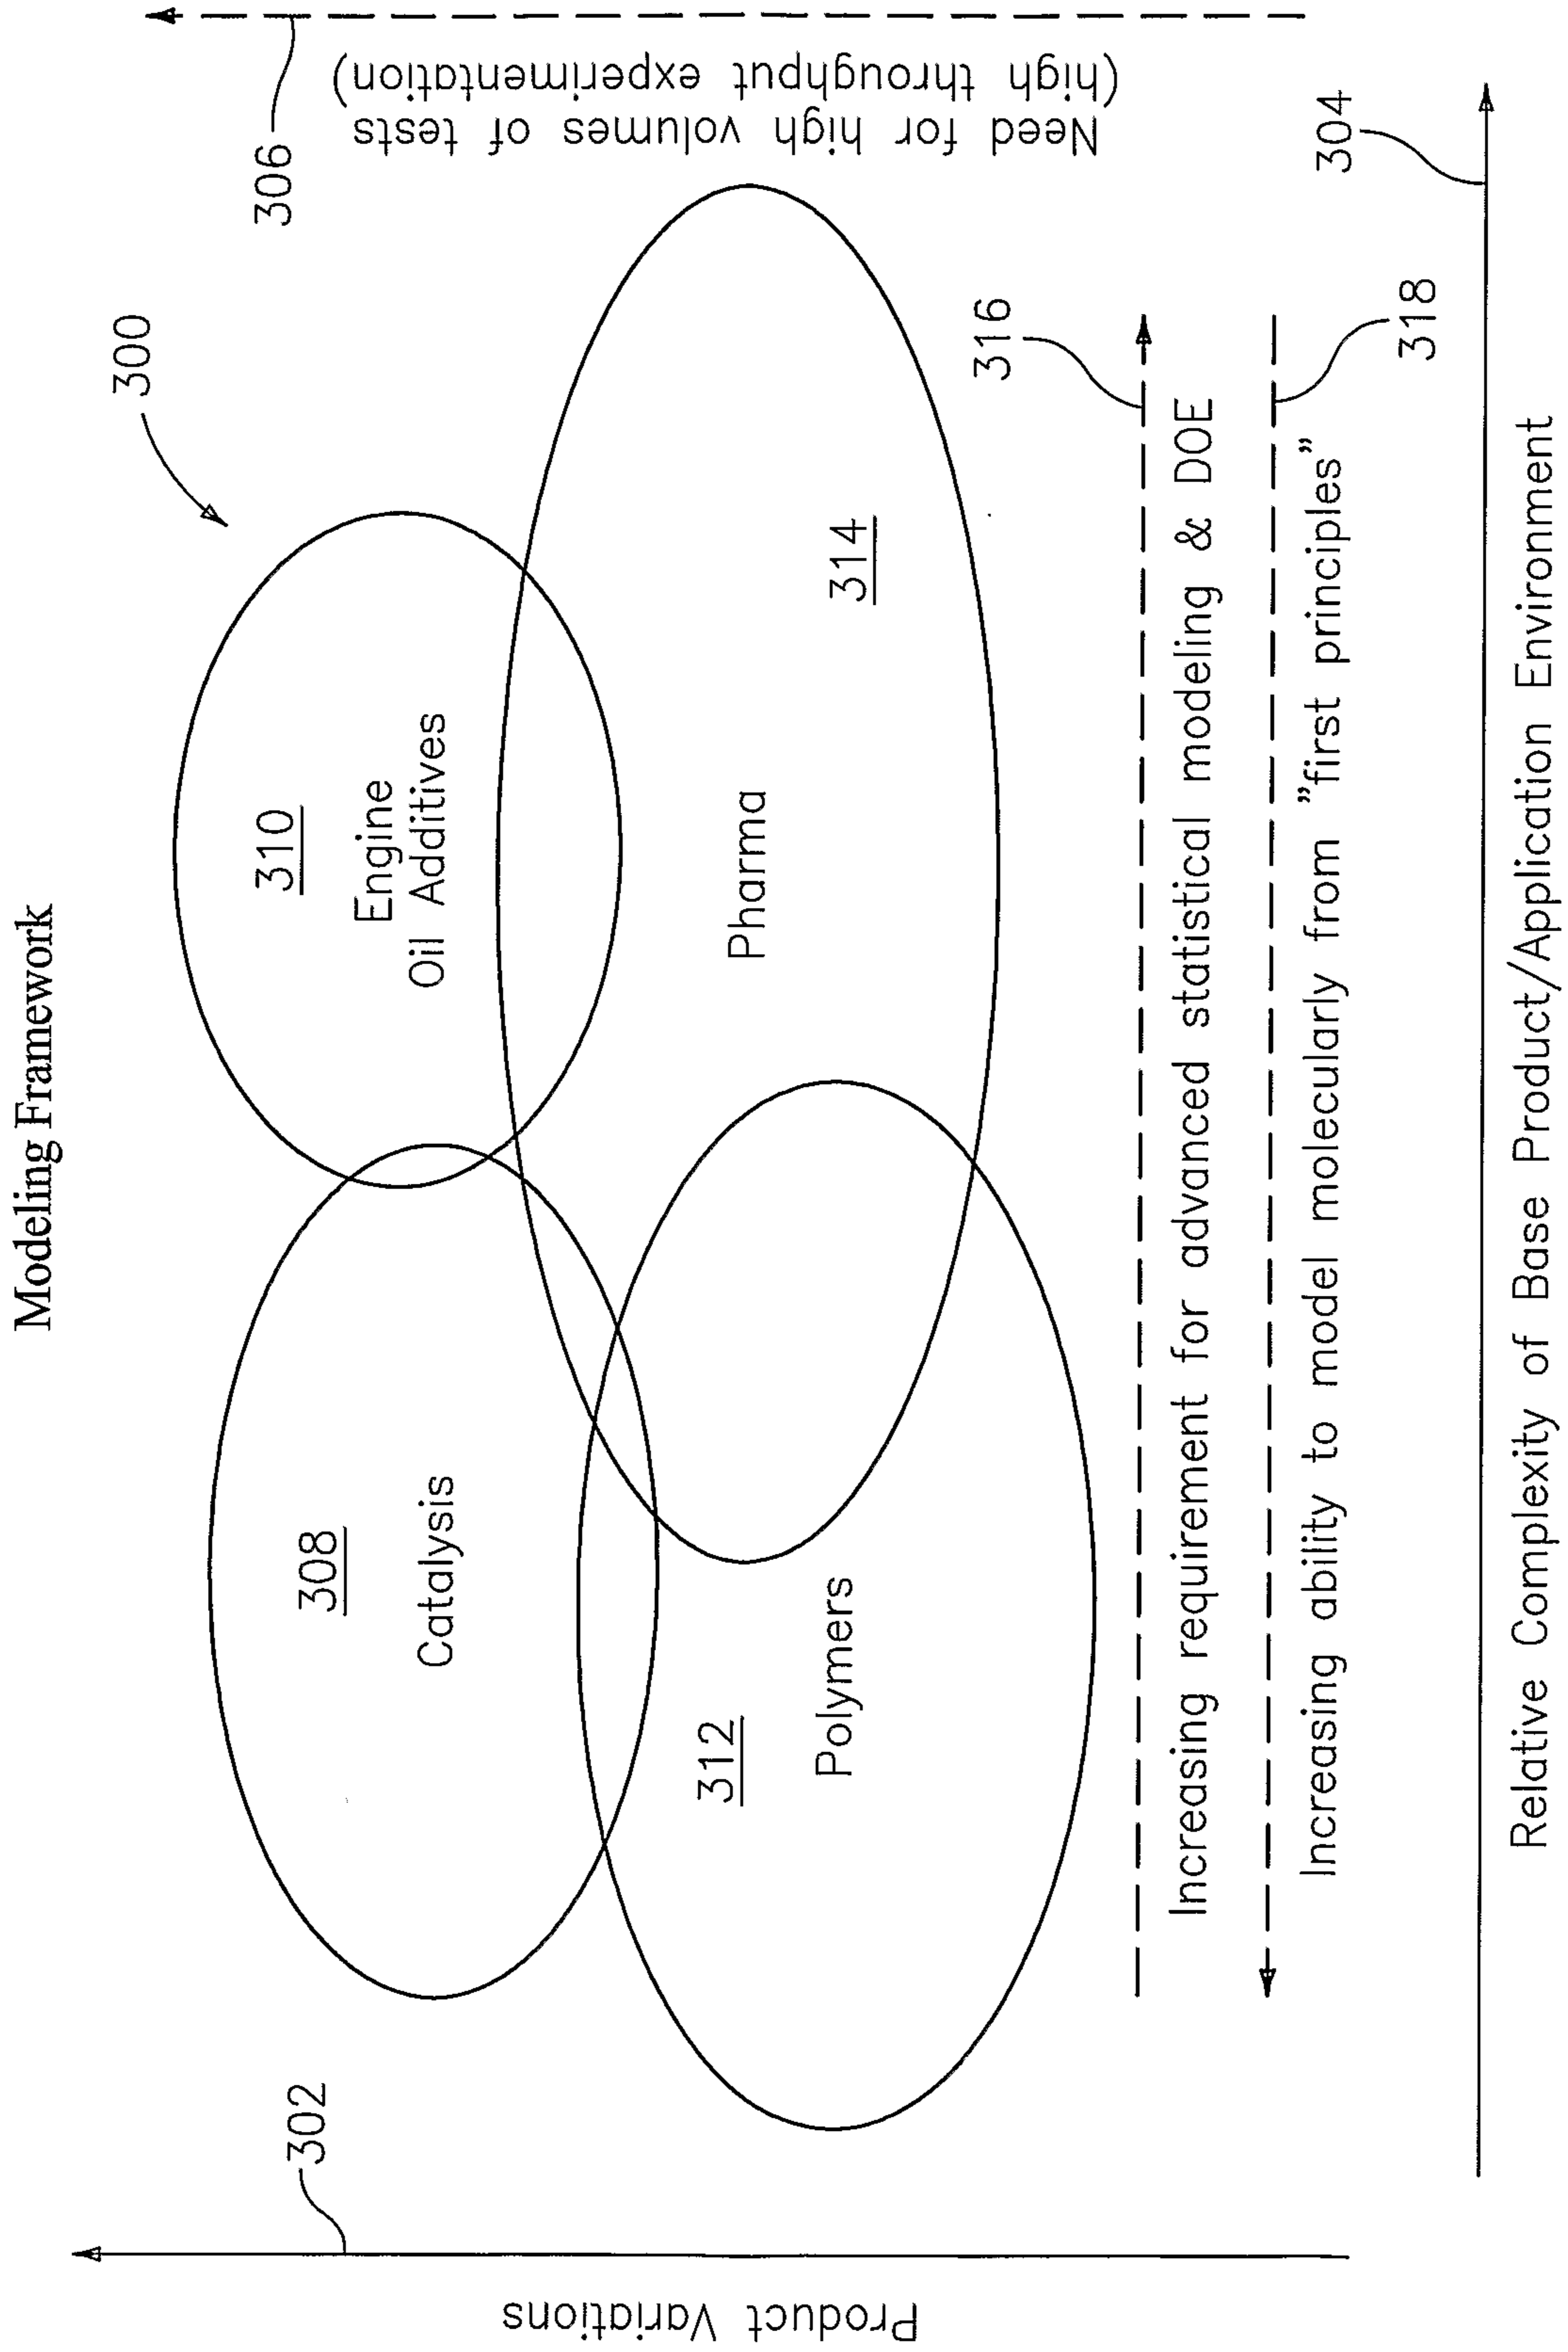 Modeling Framework
300
302
Product Variations
308
Catalysis
310
Engine
Oil Additives
312
Polymers
Pharma
314
306
Need for high volumes of tests
(high throughput experimentation)
316
Increasing requirement for advanced statistical modeling & DOE
Increasing ability to model molecularly from "first principles"
318
304
Relative Complexity of Base Product/Application Environment